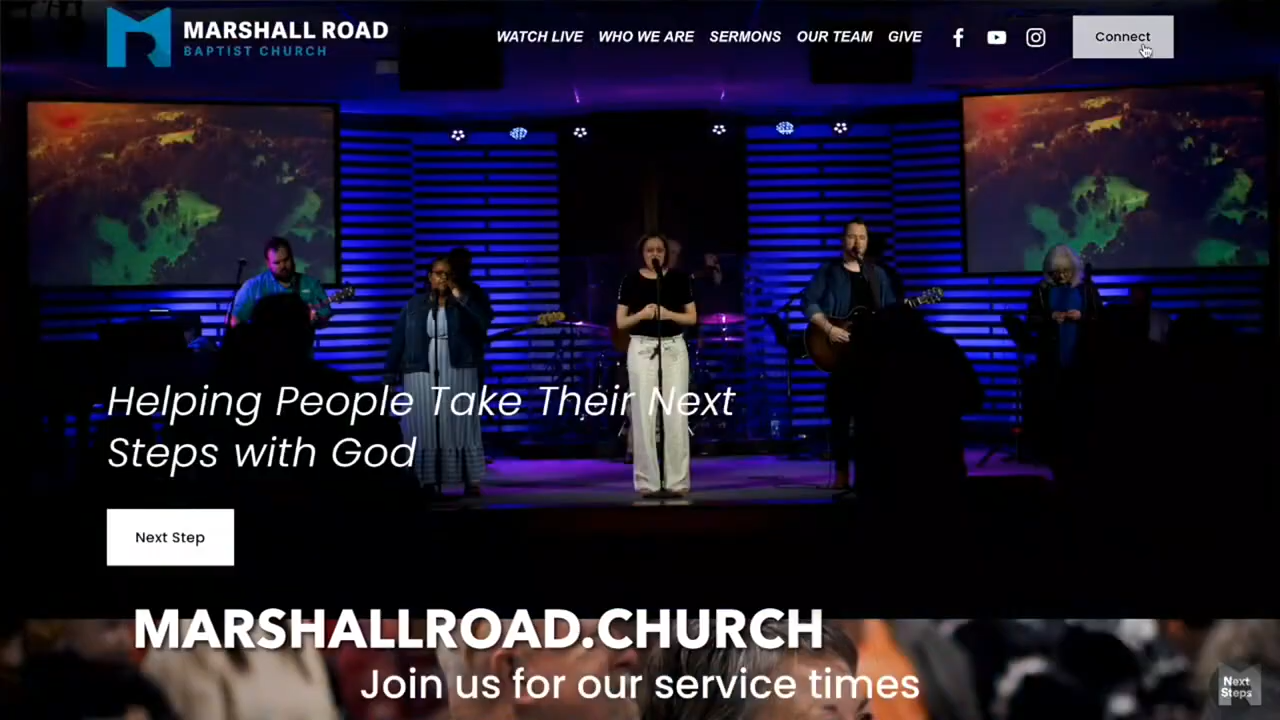 MARSHALL ROAD
BAPTIST CHURCH
WATCH LIVE WHO WE ARE SERMONS OUR TEAM GIVE
Connect
Helping People Take Their Next
Steps with God
Next Step
MARSHALLROAD.CHURCH
Join us for our service times
Next
Steps